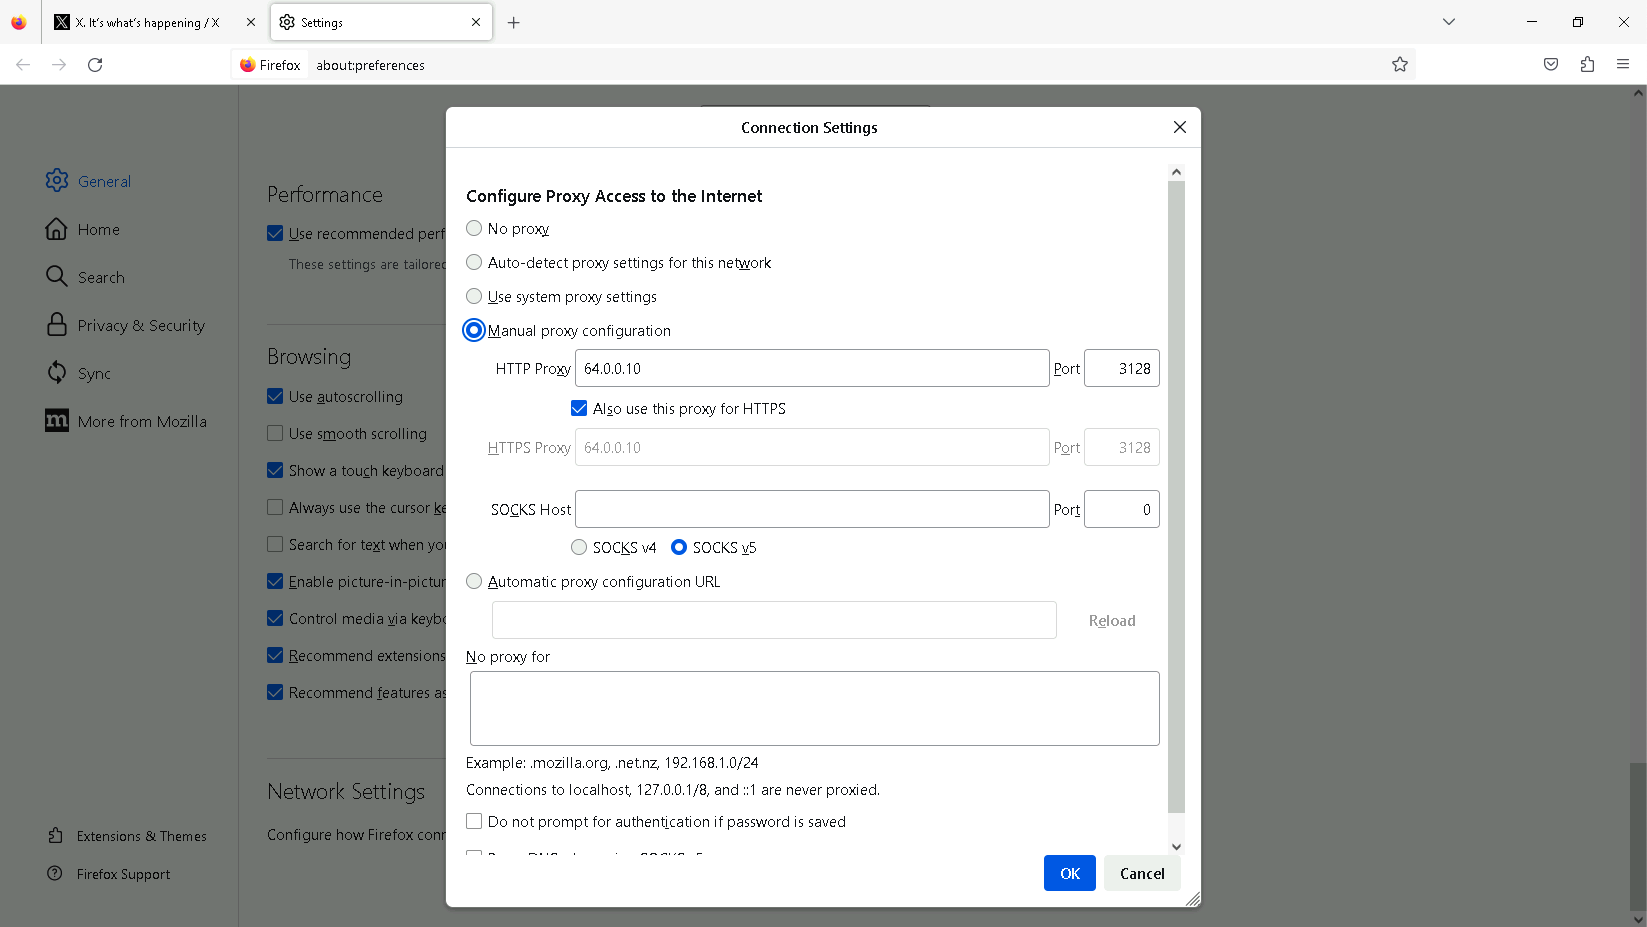 X. It's what's happening / X
Settings
Firefox
about:preferences
Connection Settings
General
Home
Search
Privacy & Security
Sync
More from Mozilla
Extensions & Themes
Firefox Support
Performance
Use recommended perf
These settings are tailored
Browsing
Use autoscrolling
Use smooth scrolling
Show a touch keyboard
Always use the cursor ke
Search for text when you
Enable picture-in-pictur
Control media via keybo
Recommend extensions
Recommend features as
Network Settings
Configure how Firefox conn
Configure Proxy Access to the Internet
No proxy
Auto-detect proxy settings for this network
Use system proxy settings
Manual proxy configuration
HTTP Proxy 64.0.0.10 Port 3128
Also use this proxy for HTTPS
HTTPS Proxy 64.0.0.10 Port 3128
SOCKS Host Port 0
SOCKS v4 SOCKS v5
Automatic proxy configuration URL
Reload
No proxy for
Example: .mozilla.org, .net.nz, 192.168.1.0/24
Connections to localhost, 127.0.0.1/8, and ::1 are never proxied.
Do not prompt for authentication if password is saved
OK Cancel